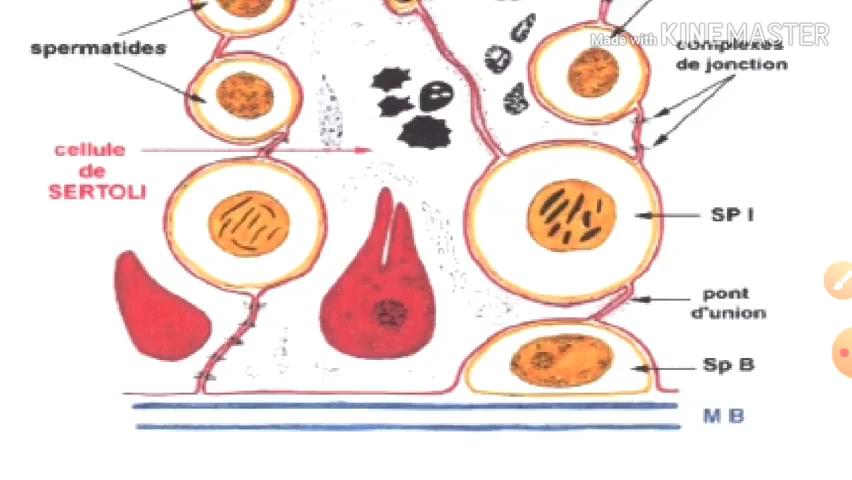 Made with KINEMASTER
spermatides
complexes
de jonction
cellule
de
SERTOLI
SP I
pont
d'union
Sp B
M B